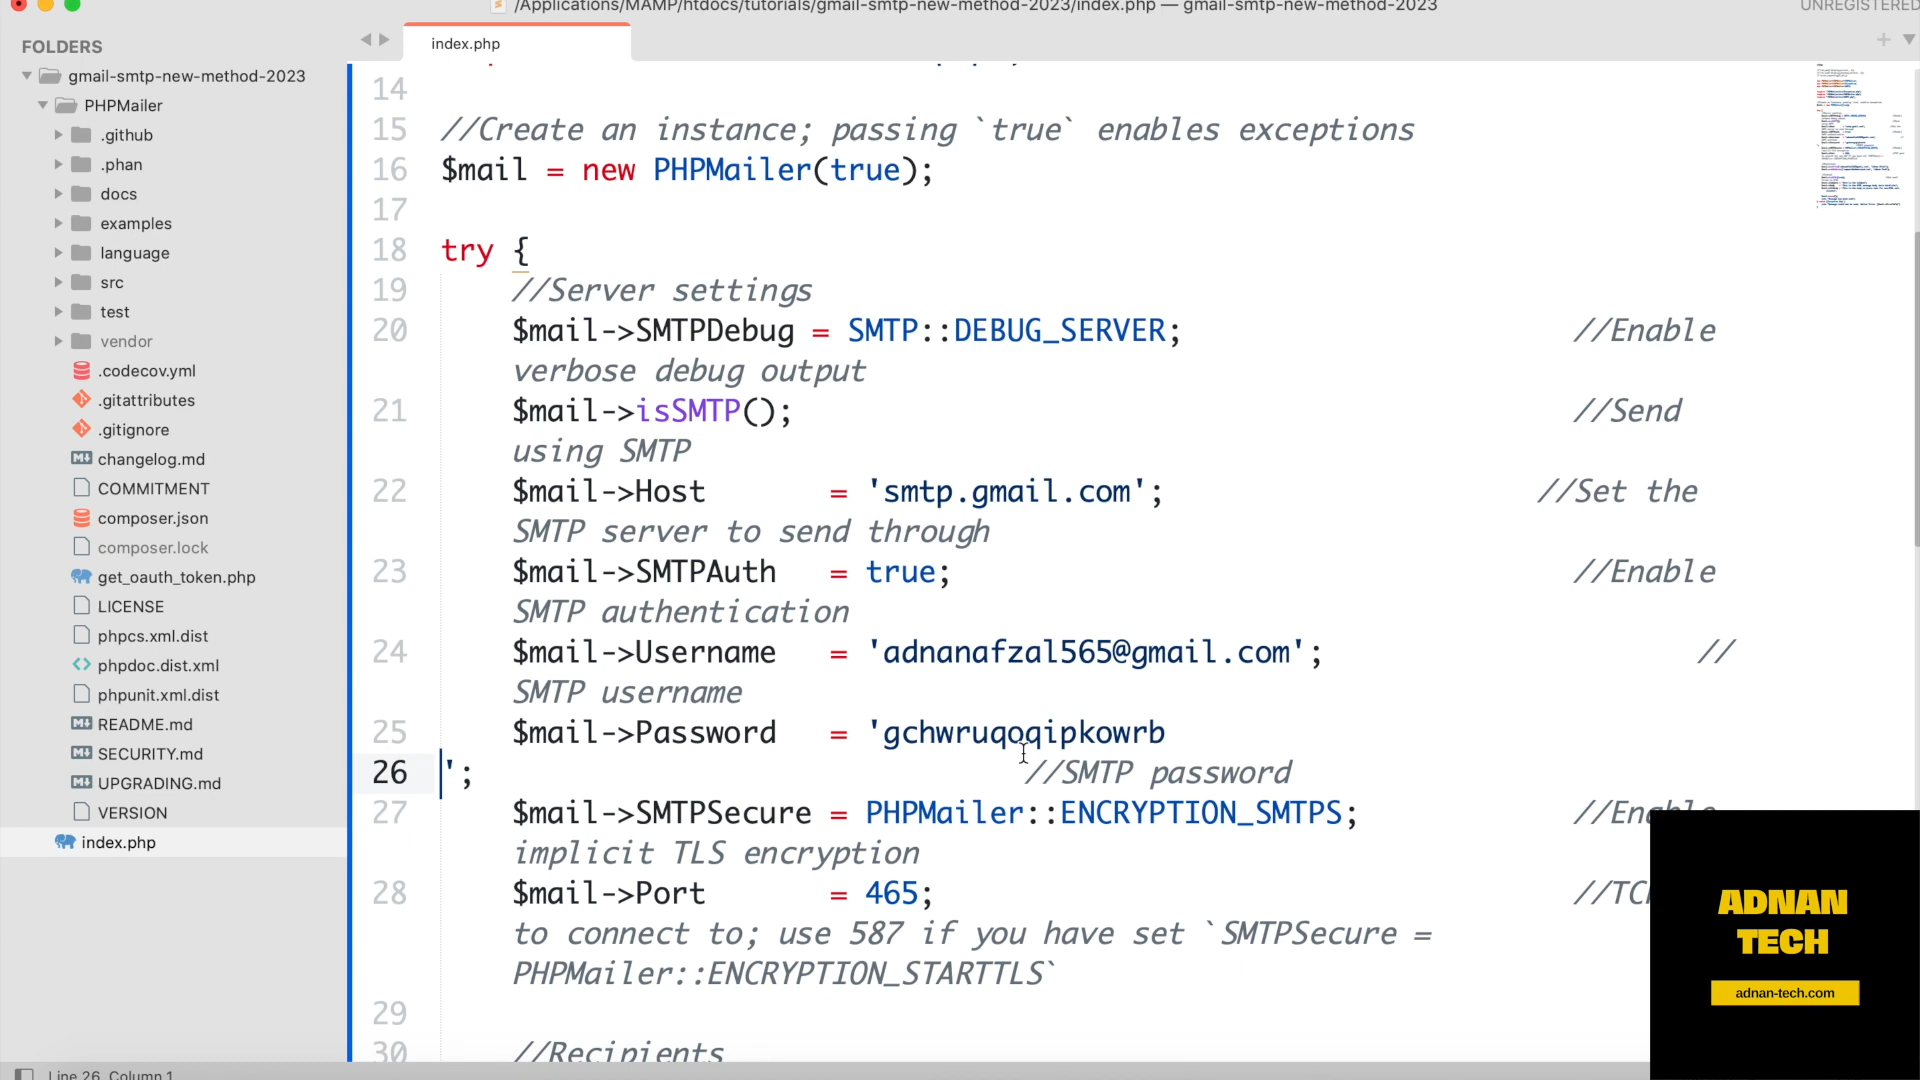 /Applications/MAMP/htdocs/tutorials/gmail-smtp-new-method-2023/index.php — gmail-smtp-new-method-2023
UNREGISTERED
FOLDERS
gmail-smtp-new-method-2023
PHPMailer
.github
.phan
docs
examples
language
src
test
vendor
.codecov.yml
.gitattributes
.gitignore
changelog.md
COMMITMENT
composer.json
composer.lock
get_oauth_token.php
LICENSE
phpcs.xml.dist
phpdoc.dist.xml
phpunit.xml.dist
README.md
SECURITY.md
UPGRADING.md
VERSION
index.php
index.php
14
15 //Create an instance; passing `true` enables exceptions
16 $mail = new PHPMailer(true);
17
18 try {
19 //Server settings
20 $mail->SMTPDebug = SMTP::DEBUG_SERVER; //Enable
verbose debug output
21 $mail->isSMTP(); //Send
using SMTP
22 $mail->Host = 'smtp.gmail.com'; //Set the
SMTP server to send through
23 $mail->SMTPAuth = true; //Enable
SMTP authentication
24 $mail->Username = 'adnanafzal565@gmail.com'; //
SMTP username
25 $mail->Password = 'gchwruqoqipkowrb
26 '; //SMTP password
27 $mail->SMTPSecure = PHPMailer::ENCRYPTION_SMTPS; //Enable
implicit TLS encryption
28 $mail->Port = 465; //TC
to connect to; use 587 if you have set `SMTPSecure =
PHPMailer::ENCRYPTION_STARTTLS`
29
30 //Recipients
Line 26, Column 1
ADNAN
TECH
adnan-tech.com